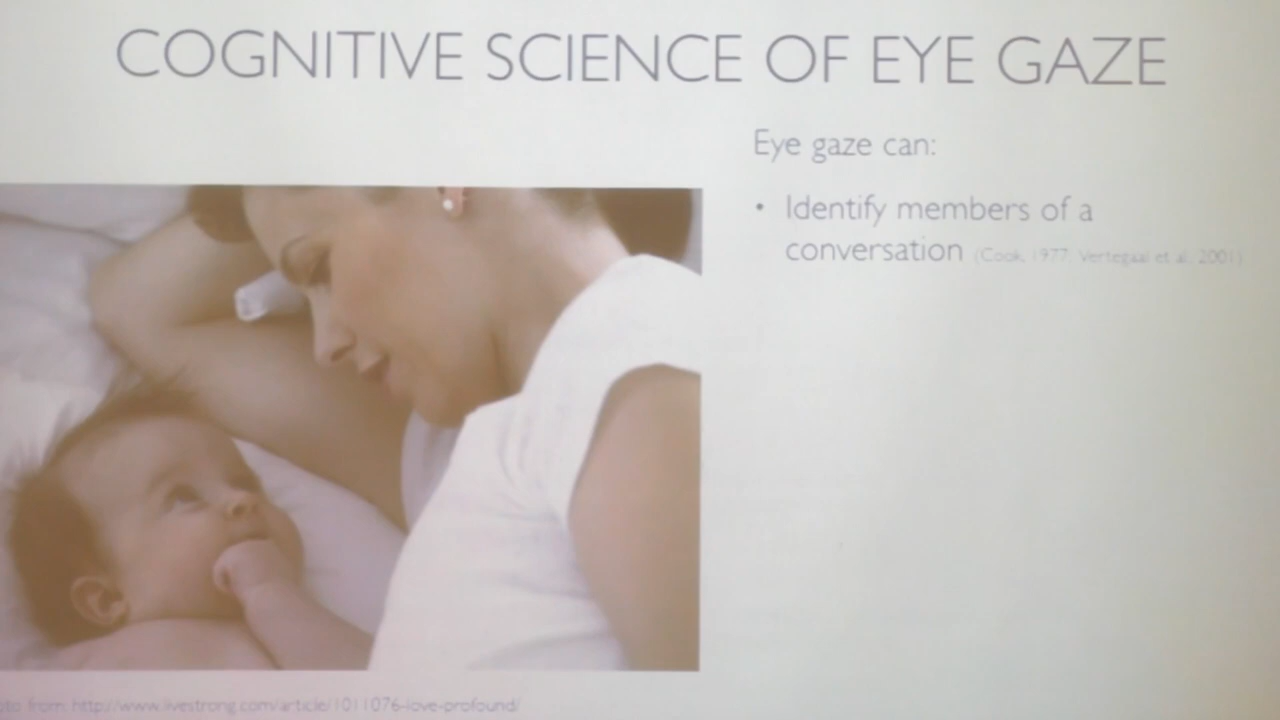 COGNITIVE SCIENCE OF EYE GAZE
Eye gaze can:
• Identify members of a
conversation (Cook, 1977; Vertegaal et al, 2001)
from: http://www.livestrong.com/article/1011076-love-profound/